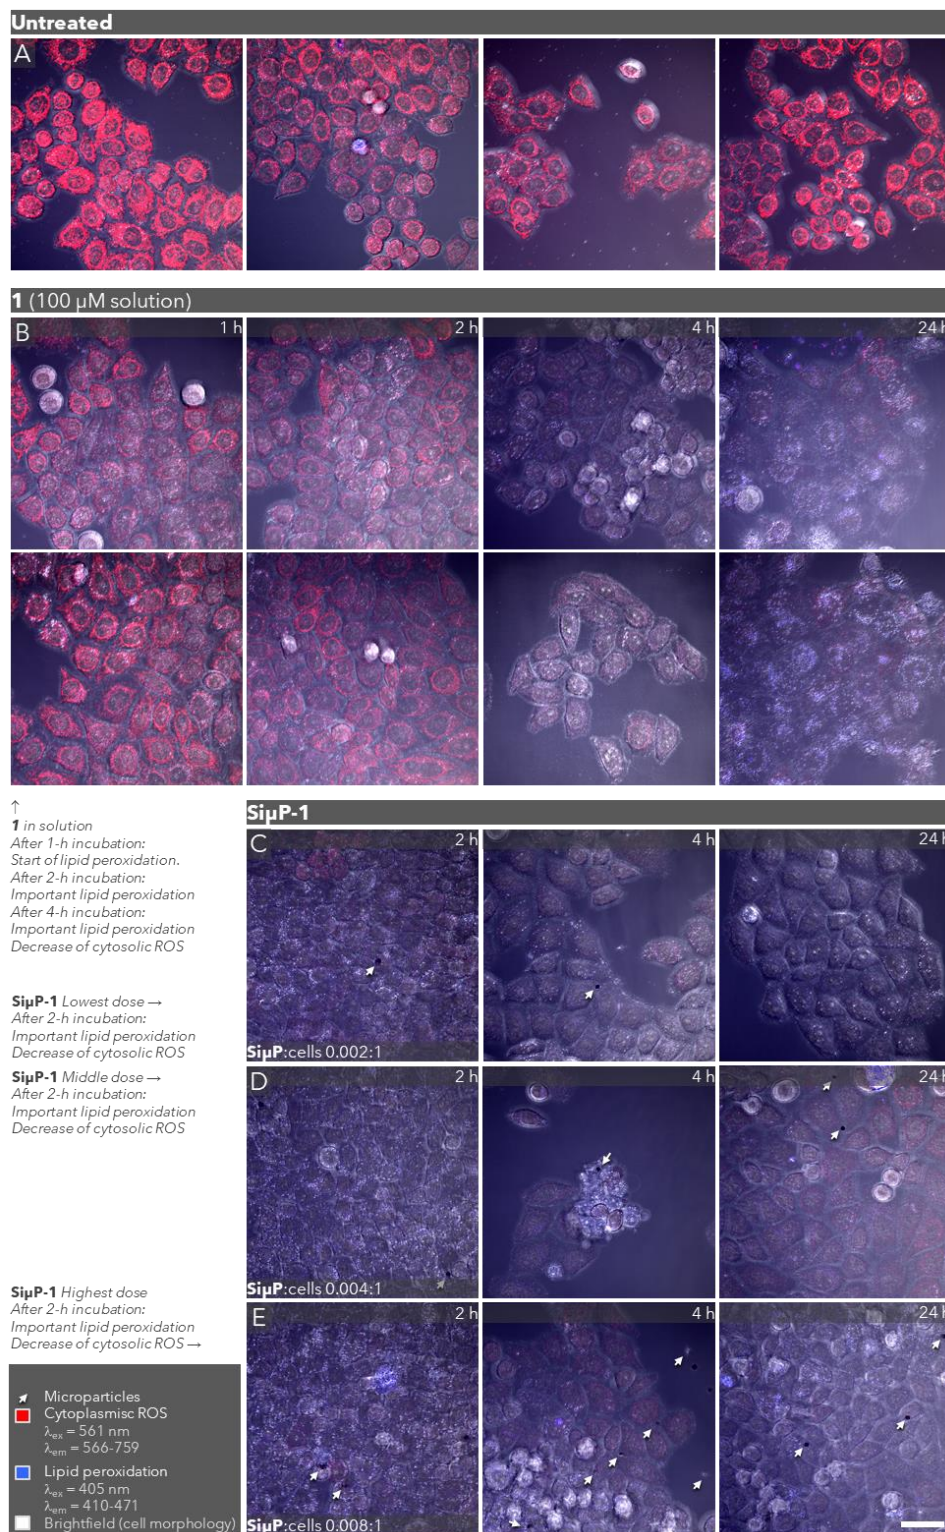 Untreated
A
1 (100 µM solution)
B
1 h
2 h
4 h
24 h
↑
1 in solution
After 1-h incubation:
Start of lipid peroxidation.
After 2-h incubation:
Important lipid peroxidation
After 4-h incubation:
Important lipid peroxidation
Decrease of cytosolic ROS
SiµP-1
C
2 h
4 h
24 h
SiµP-1 Lowest dose →
After 2-h incubation:
Important lipid peroxidation
Decrease of cytosolic ROS
SiµP:cells 0.002:1
SiµP-1 Middle dose →
After 2-h incubation:
Important lipid peroxidation
Decrease of cytosolic ROS
D
2 h
4 h
24 h
SiµP:cells 0.004:1
SiµP-1 Highest dose
After 2-h incubation:
Important lipid peroxidation
Decrease of cytosolic ROS →
E
2 h
4 h
24 h
SiµP:cells 0.008:1
Microparticles
Cytoplasmisc ROS
λex = 561 nm
λem = 566-759
Lipid peroxidation
λex = 405 nm
λem = 410-471
Brightfield (cell morphology)